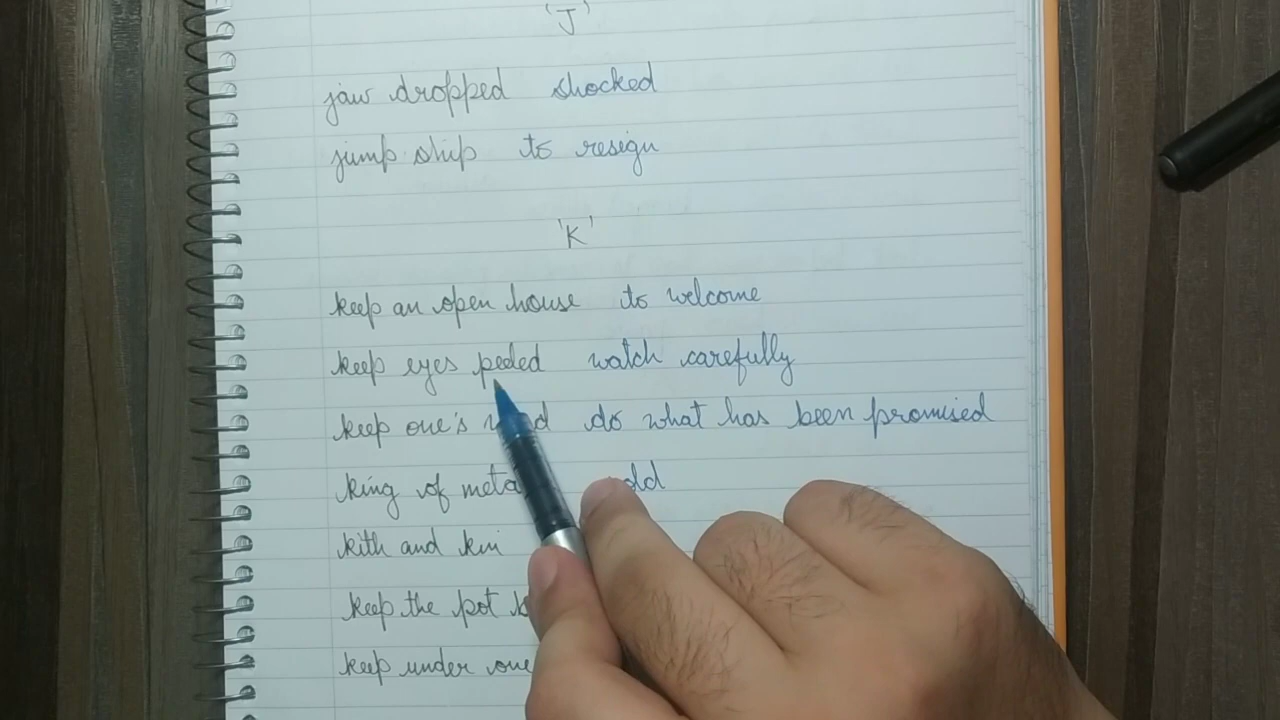 'J'
jaw dropped shocked
jump ship to resign
'K'
keep an open house to welcome
keep eyes peeled watch carefully
keep one's do what has been promised
king of
kith and kin
keep the pot
keep under